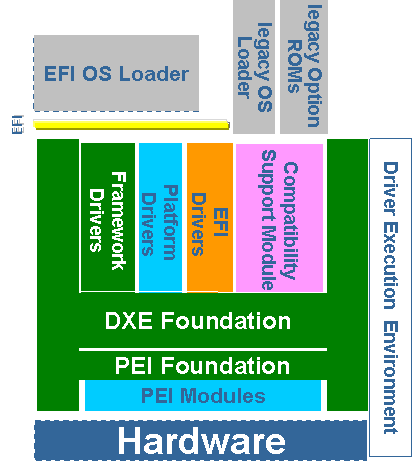 EFI OS Loader
legacy OS
Loader
legacy Option
ROMs
EFI
Framework
Drivers
Platform
Drivers
EFI
Drivers
Compatibility
Support Module
Driver Execution Environment
DXE Foundation
PEI Foundation
PEI Modules
Hardware